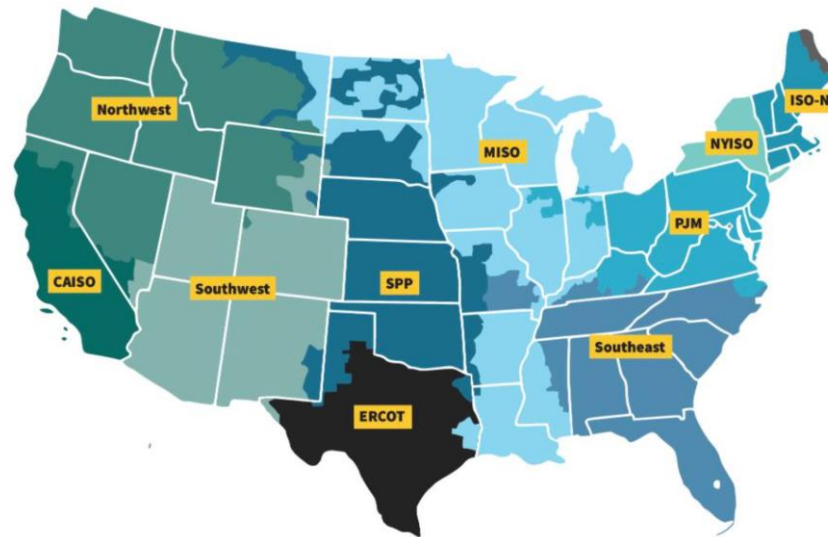 Northwest
MISO
ISO-N
NYISO
PJM
CAISO
Southwest
SPP
Southeast
ERCOT